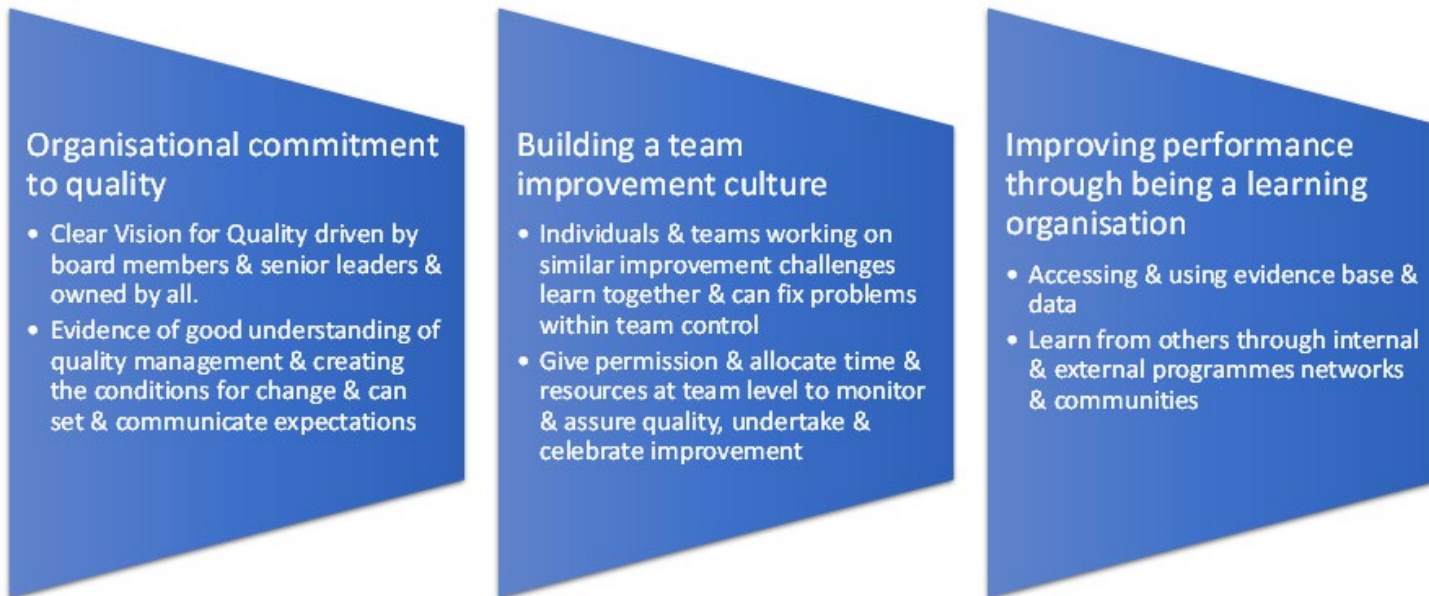 Organisational commitment
to quality
• Clear Vision for Quality driven by
board members & senior leaders &
owned by all.
• Evidence of good understanding of
quality management & creating
the conditions for change & can
set & communicate expectations
Building a team
improvement culture
• Individuals & teams working on
similar improvement challenges
learn together & can fix problems
within team control
• Give permission & allocate time &
resources at team level to monitor
& assure quality, undertake &
celebrate improvement
Improving performance
through being a learning
organisation
• Accessing & using evidence base &
data
• Learn from others through internal
& external programmes networks
& communities